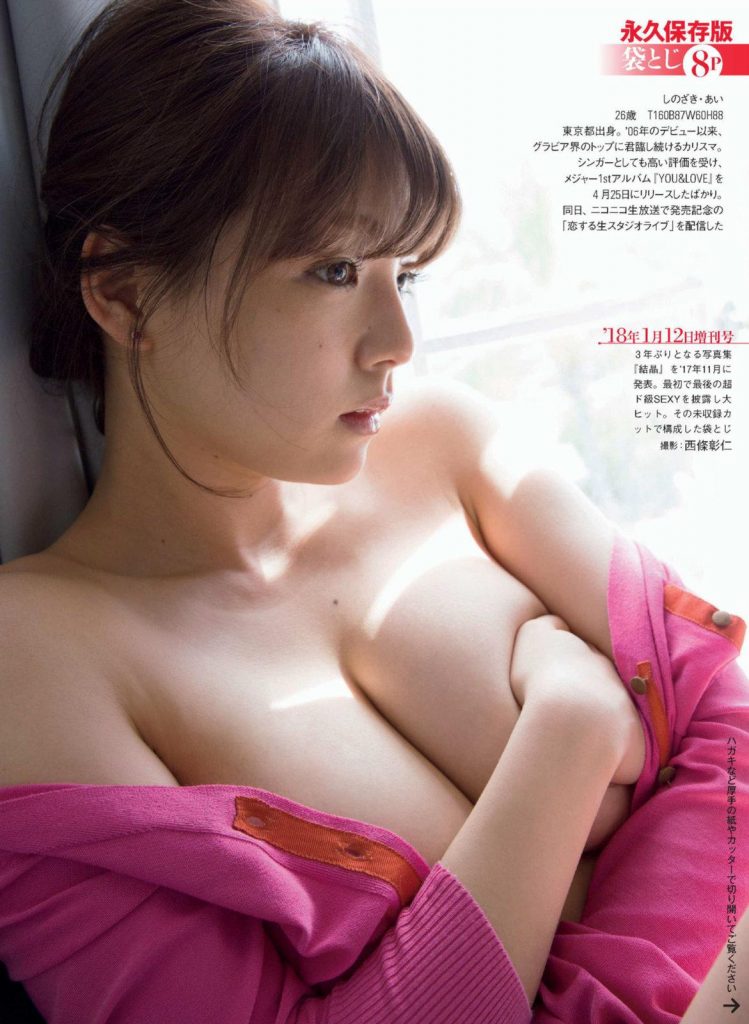 永久保存版
袋とじ 8P
しのざき・あい
26歳 T160B87W60H88
東京都出身。'06年のデビュー以来、
グラビア界のトップに君臨し続けるカリスマ。
シンガーとしても高い評価を受け、
メジャー1stアルバム『YOU&LOVE』を
4月25日にリリースしたばかり。
同日、ニコニコ生放送で発売記念の
「恋する生スタジオライブ」を配信した
'18年1月12日増刊号
3年ぶりとなる写真集
『結晶』を'17年11月に
発表。最初で最後の超
ド級SEXYを披露し大
ヒット。その未収録カ
ットで構成した袋とじ
撮影:西條彰仁
ハガキなど厚手の紙やカッターで切り開いてご覧ください→